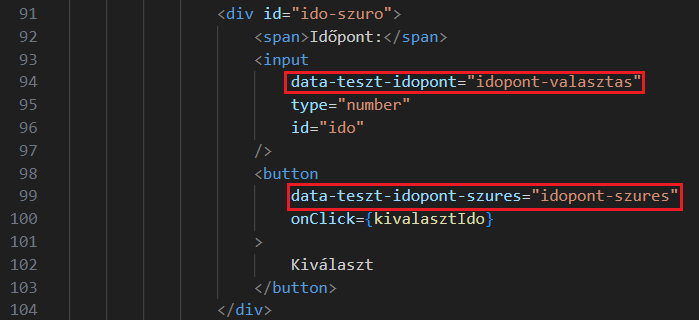 91 <div id="ido-szuro">
92 <span>Időpont:</span>
93 <input
94 data-teszt-idopont="idopont-valasztas"
95 type="number"
96 id="ido"
97 />
98 <button
99 data-teszt-idopont-szures="idopont-szures"
100 onClick={kivalasztIdo}
101 >
102 Kiválaszt
103 </button>
104 </div>